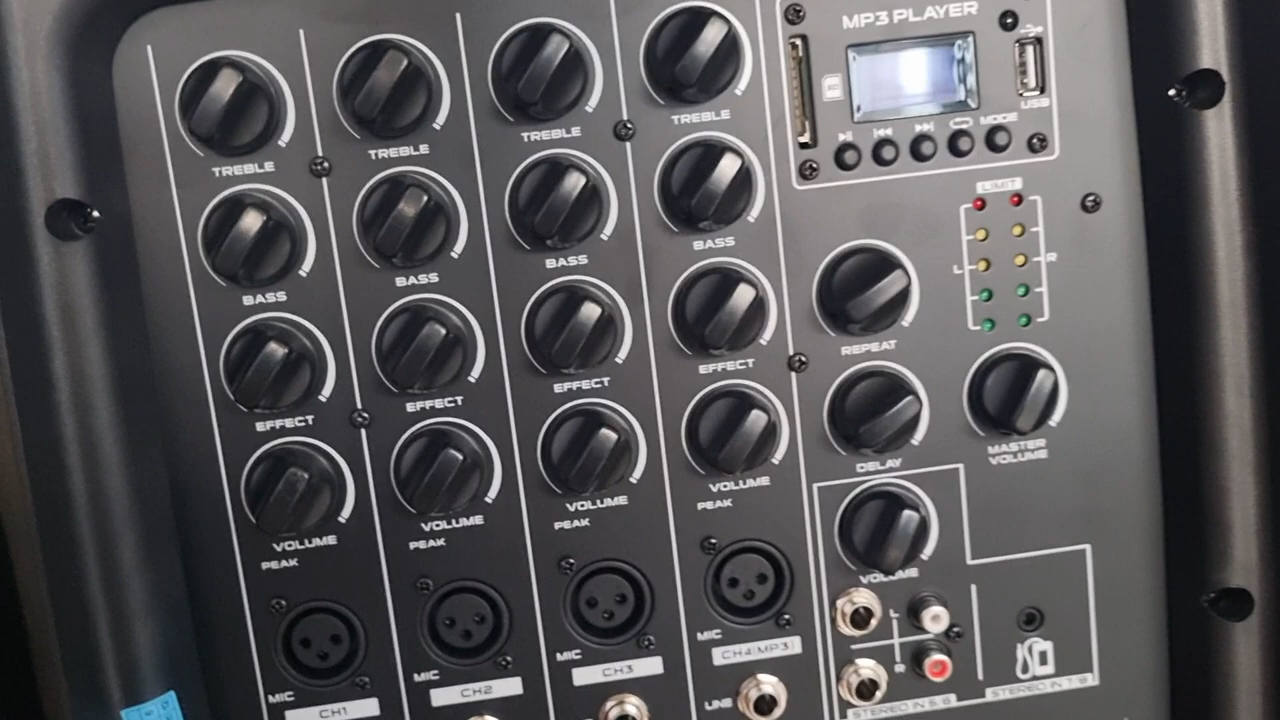 MP3 PLAYER
SD
USB
MODE
TREBLE
TREBLE
TREBLE
TREBLE
LIMIT
BASS
BASS
BASS
BASS
L
R
REPEAT
EFFECT
EFFECT
EFFECT
EFFECT
DELAY
MASTER
VOLUME
VOLUME
PEAK
VOLUME
PEAK
VOLUME
PEAK
VOLUME
PEAK
VOLUME
L
R
MIC
CH1
MIC
CH2
MIC
CH3
MIC
CH4(MP3)
LINE
STEREO IN 5/6
STEREO IN 7/8